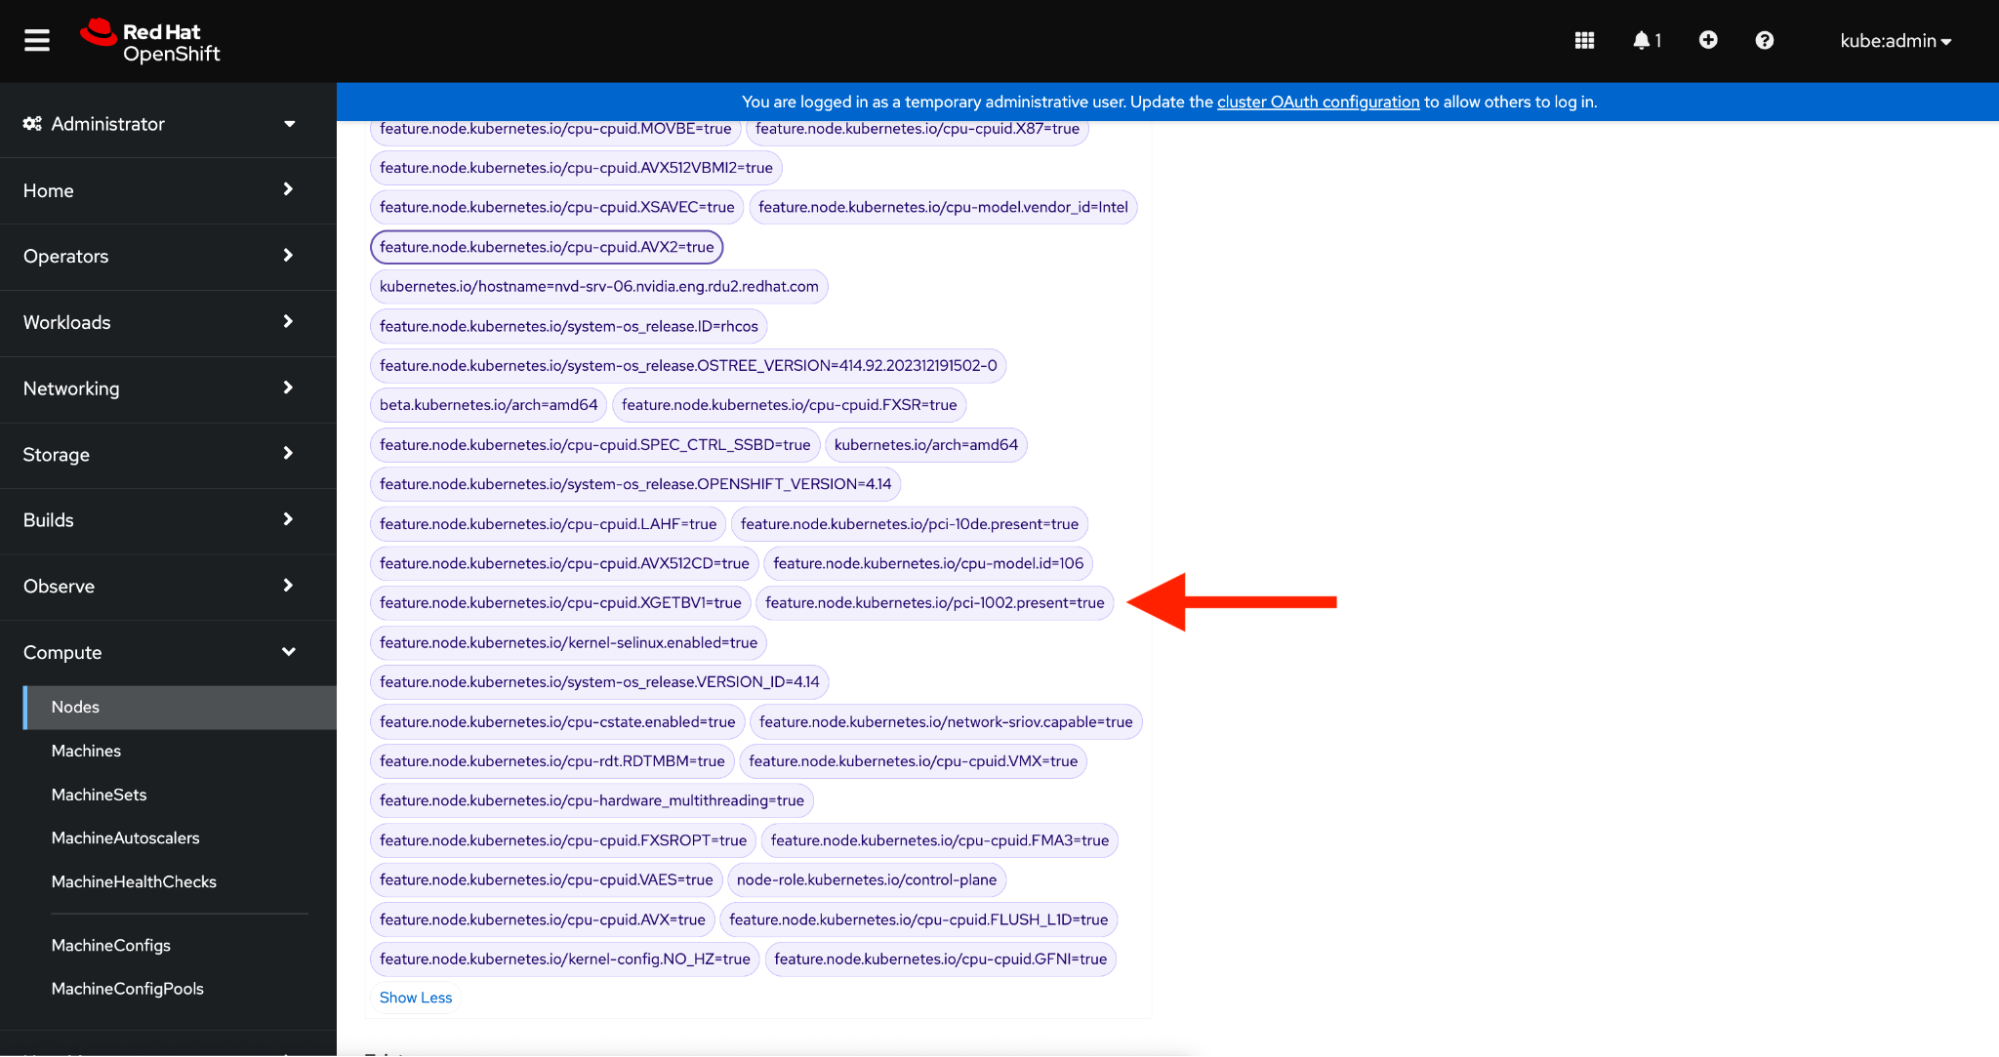 Red Hat
OpenShift
1
kube:admin
Administrator
Home
Operators
Workloads
Networking
Storage
Builds
Observe
Compute
Nodes
Machines
MachineSets
MachineAutoscalers
MachineHealthChecks
MachineConfigs
MachineConfigPools
You are logged in as a temporary administrative user. Update the cluster OAuth configuration to allow others to log in.
feature.node.kubernetes.io/cpu-cpuid.MOVBE=true feature.node.kubernetes.io/cpu-cpuid.X87=true
feature.node.kubernetes.io/cpu-cpuid.AVX512VBMI2=true
feature.node.kubernetes.io/cpu-cpuid.XSAVEC=true feature.node.kubernetes.io/cpu-model.vendor_id=Intel
feature.node.kubernetes.io/cpu-cpuid.AVX2=true
kubernetes.io/hostname=nvd-srv-06.nvidia.eng.rdu2.redhat.com
feature.node.kubernetes.io/system-os_release.ID=rhcos
feature.node.kubernetes.io/system-os_release.OSTREE_VERSION=414.92.202312191502-0
beta.kubernetes.io/arch=amd64 feature.node.kubernetes.io/cpu-cpuid.FXSR=true
feature.node.kubernetes.io/cpu-cpuid.SPEC_CTRL_SSBD=true kubernetes.io/arch=amd64
feature.node.kubernetes.io/system-os_release.OPENSHIFT_VERSION=4.14
feature.node.kubernetes.io/cpu-cpuid.LAHF=true feature.node.kubernetes.io/pci-10de.present=true
feature.node.kubernetes.io/cpu-cpuid.AVX512CD=true feature.node.kubernetes.io/cpu-model.id=106
feature.node.kubernetes.io/cpu-cpuid.XGETBV1=true feature.node.kubernetes.io/pci-1002.present=true
feature.node.kubernetes.io/kernel-selinux.enabled=true
feature.node.kubernetes.io/system-os_release.VERSION_ID=4.14
feature.node.kubernetes.io/cpu-cstate.enabled=true feature.node.kubernetes.io/network-sriov.capable=true
feature.node.kubernetes.io/cpu-rdt.RDTMBM=true feature.node.kubernetes.io/cpu-cpuid.VMX=true
feature.node.kubernetes.io/cpu-hardware_multithreading=true
feature.node.kubernetes.io/cpu-cpuid.FXSROPT=true feature.node.kubernetes.io/cpu-cpuid.FMA3=true
feature.node.kubernetes.io/cpu-cpuid.VAES=true node-role.kubernetes.io/control-plane
feature.node.kubernetes.io/cpu-cpuid.AVX=true feature.node.kubernetes.io/cpu-cpuid.FLUSH_L1D=true
feature.node.kubernetes.io/kernel-config.NO_HZ=true feature.node.kubernetes.io/cpu-cpuid.GFNI=true
Show Less